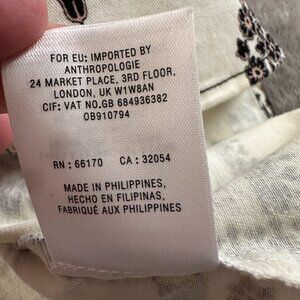 FOR EU: IMPORTED BY
ANTHROPOLOGIE
24 MARKET PLACE, 3RD FLOOR,
LONDON, UK W1W8AN
CIF: VAT NO.GB 684936382
OB910794
RN : 66170 CA : 32054
MADE IN PHILIPPINES,
HECHO EN FILIPINAS,
FABRIQUÉ AUX PHILIPPINES